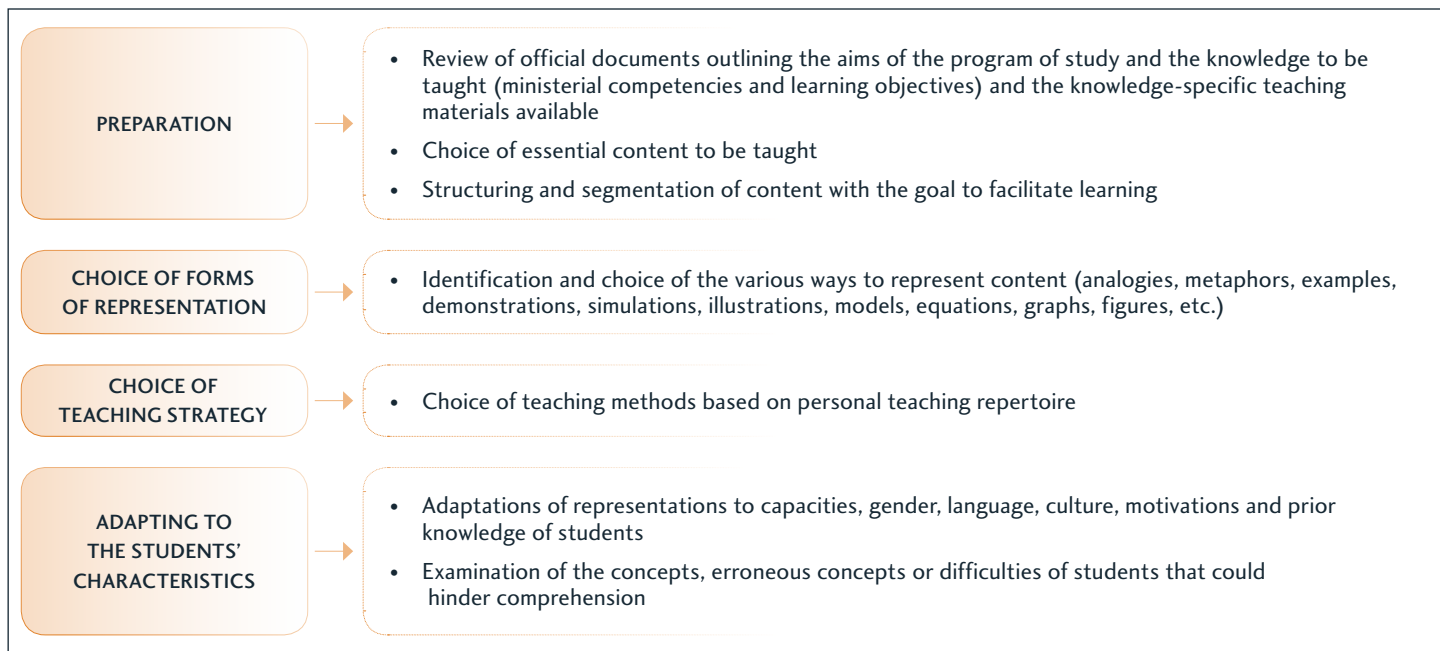 PREPARATION
• Review of official documents outlining the aims of the program of study and the knowledge to be
taught (ministerial competencies and learning objectives) and the knowledge-specific teaching
materials available
• Choice of essential content to be taught
• Structuring and segmentation of content with the goal to facilitate learning
CHOICE OF FORMS
OF REPRESENTATION
• Identification and choice of the various ways to represent content (analogies, metaphors, examples,
demonstrations, simulations, illustrations, models, equations, graphs, figures, etc.)
CHOICE OF
TEACHING STRATEGY
• Choice of teaching methods based on personal teaching repertoire
ADAPTING TO
THE STUDENTS’
CHARACTERISTICS
• Adaptations of representations to capacities, gender, language, culture, motivations and prior
knowledge of students
• Examination of the concepts, erroneous concepts or difficulties of students that could
hinder comprehension